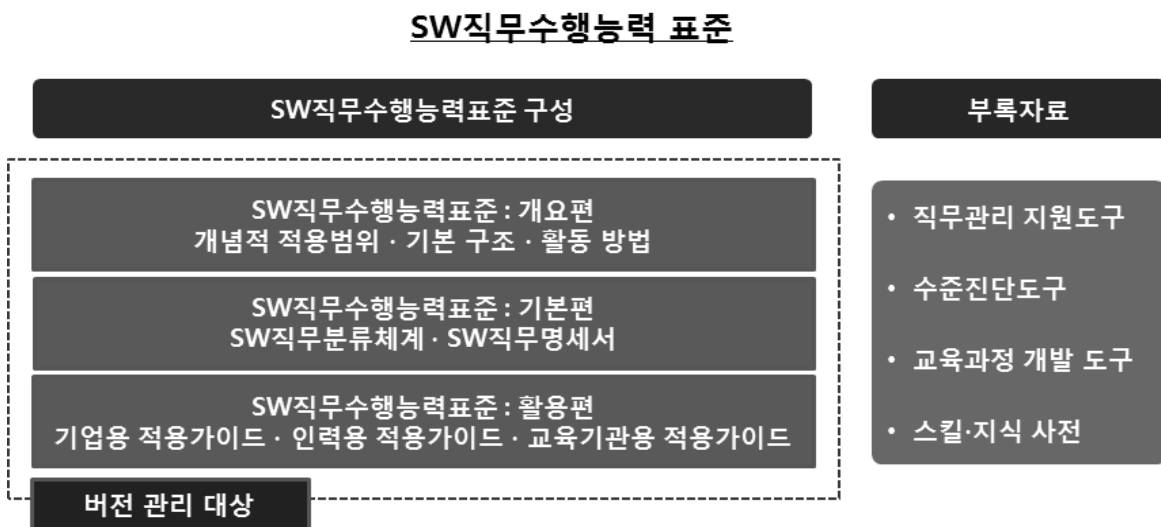 SW직무수행능력 표준
SW직무수행능력표준 구성
SW직무수행능력표준 : 개요편
개념적 적용범위 · 기본 구조 · 활동 방법
SW직무수행능력표준 : 기본편
SW직무분류체계 · SW직무명세서
SW직무수행능력표준 : 활용편
기업용 적용가이드 · 인력용 적용가이드 · 교육기관용 적용가이드
버전 관리 대상
부록자료
• 직무관리 지원도구
• 수준진단도구
• 교육과정 개발 도구
• 스킬·지식 사전